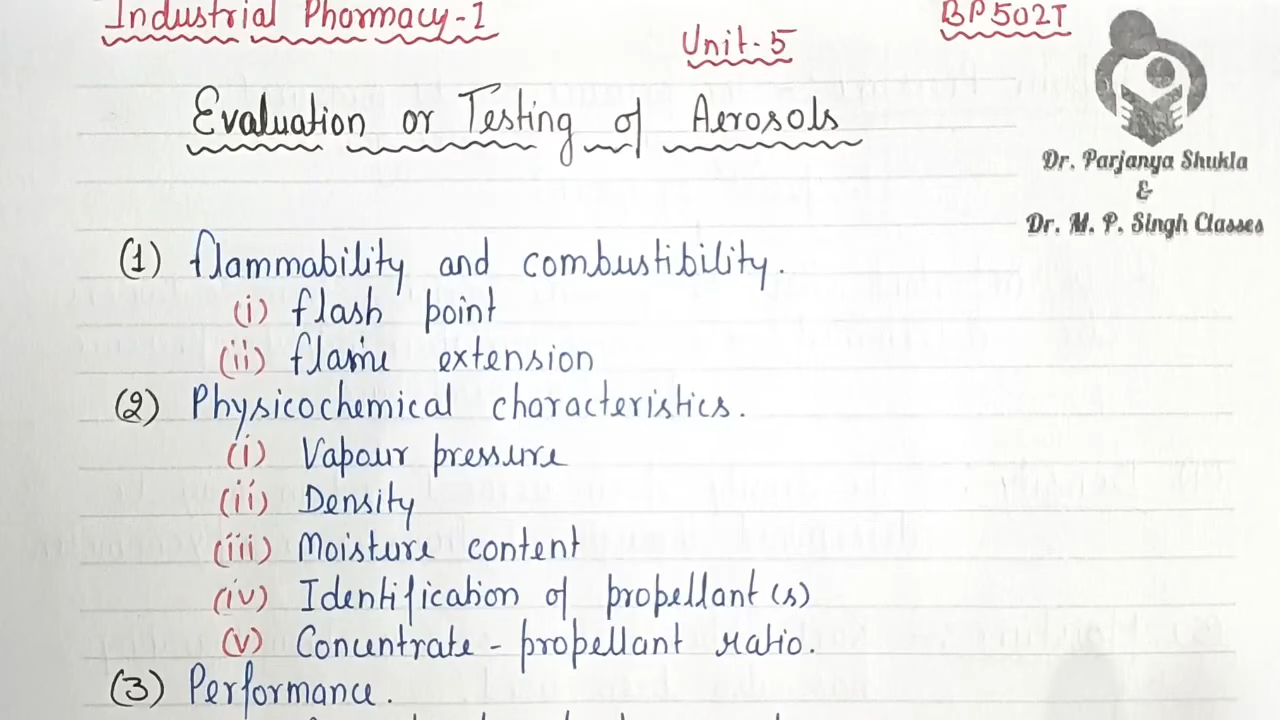 Industrial Pharmacy-1
BP502T
Unit-5
Evaluation or Testing of Aerosols
Dr. Parjanya Shukla
&
Dr. M. P. Singh Classes
(1) flammability and combustibility.
(i) flash point
(ii) flame extension
(2) Physicochemical characteristics.
(i) Vapour pressure
(ii) Density
(iii) Moisture content
(iv) Identification of propellant(s)
(v) Concentrate - propellant ratio.
(3) Performance.